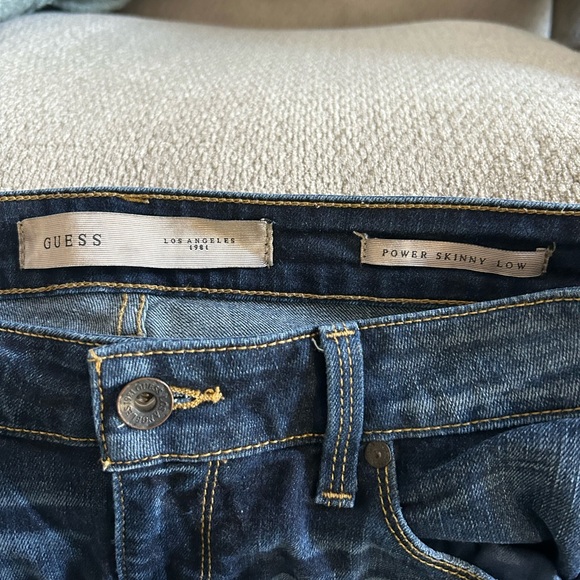 GUESS
LOS ANGELES
1981
POWER SKINNY LOW